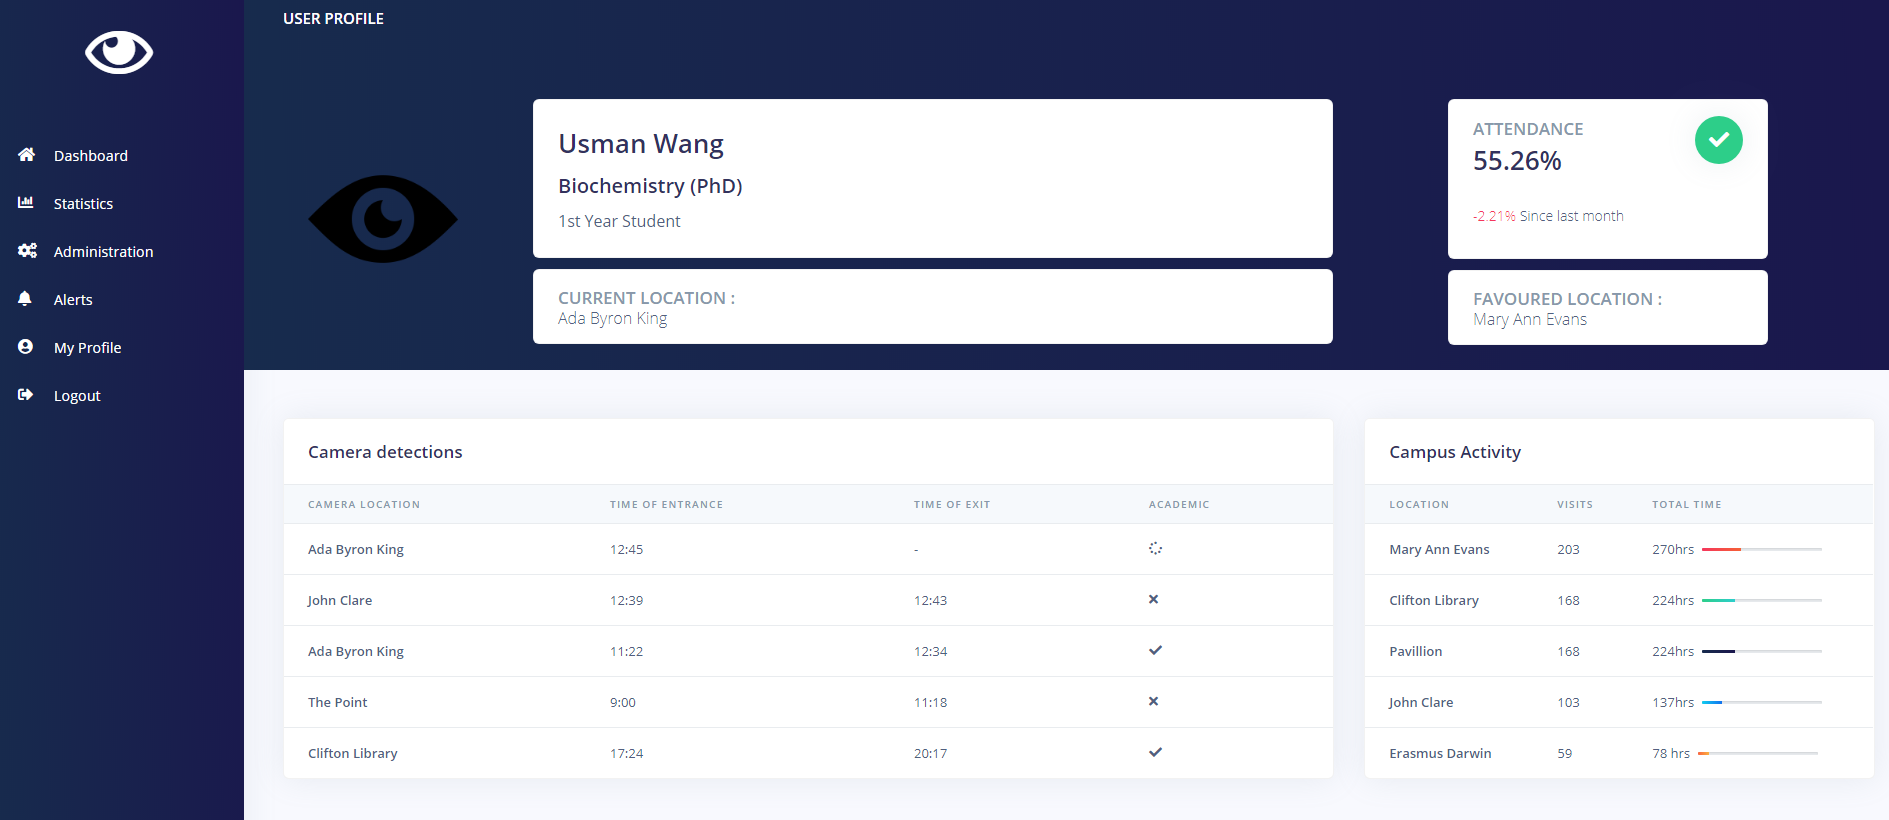 USER PROFILE
Dashboard
Statistics
Administration
Alerts
My Profile
Logout
Usman Wang
Biochemistry (PhD)
1st Year Student
CURRENT LOCATION :
Ada Byron King
ATTENDANCE
55.26%
-2.21% Since last month
FAVOURED LOCATION :
Mary Ann Evans
Camera detections
CAMERA LOCATION TIME OF ENTRANCE TIME OF EXIT ACADEMIC
Ada Byron King 12:45 -
John Clare 12:39 12:43
Ada Byron King 11:22 12:34
The Point 9:00 11:18
Clifton Library 17:24 20:17
Campus Activity
LOCATION VISITS TOTAL TIME
Mary Ann Evans 203 270hrs
Clifton Library 168 224hrs
Pavillion 168 224hrs
John Clare 103 137hrs
Erasmus Darwin 59 78 hrs